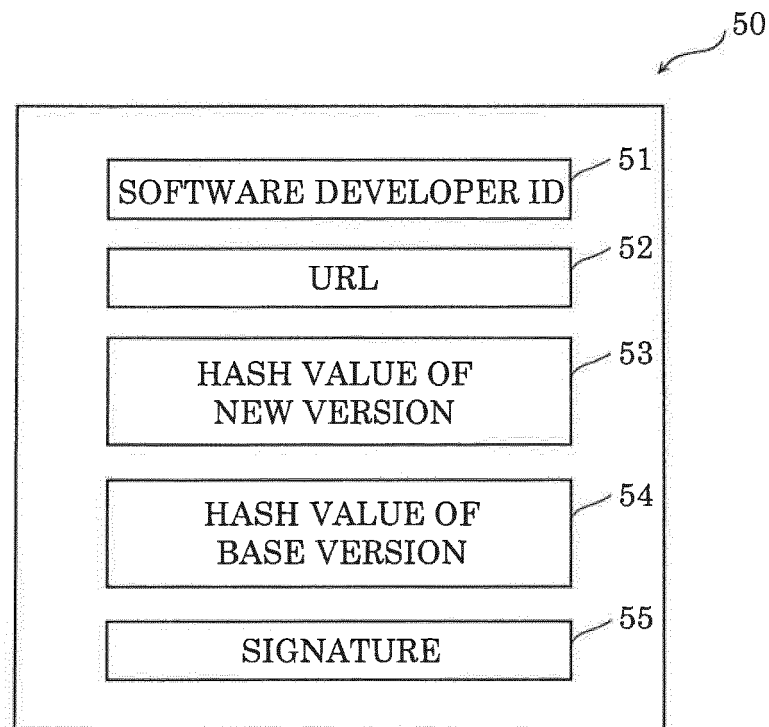 50
SOFTWARE DEVELOPER ID
51
URL
52
HASH VALUE OF
NEW VERSION
53
HASH VALUE OF
BASE VERSION
54
SIGNATURE
55